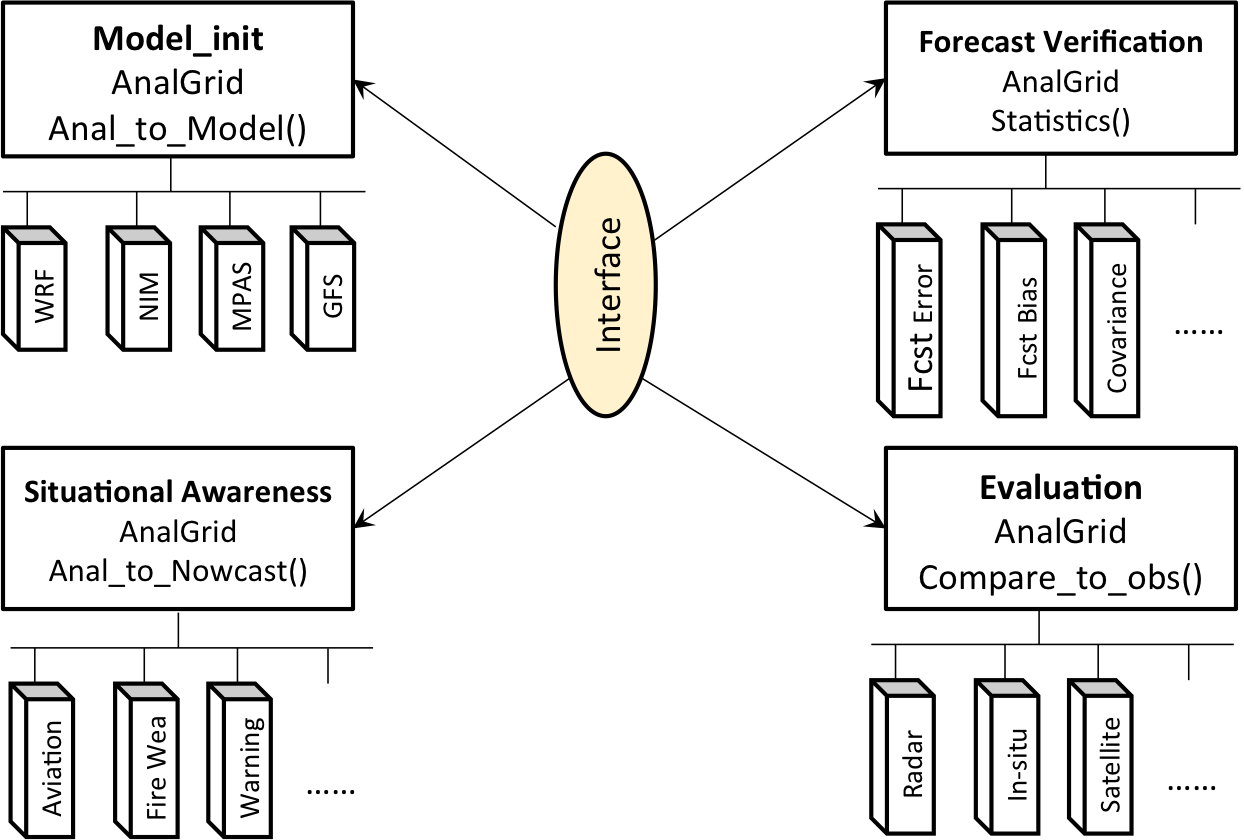 Model_init
AnalGrid
Anal_to_Model()
WRF
NIM
MPAS
GFS
Forecast Verification
AnalGrid
Statistics()
Fcst Error
Fcst Bias
Covariance
......
Interface
Situational Awareness
AnalGrid
Anal_to_Nowcast()
Aviation
Fire Wea
Warning
......
Evaluation
AnalGrid
Compare_to_obs()
Radar
In-situ
Satellite
......